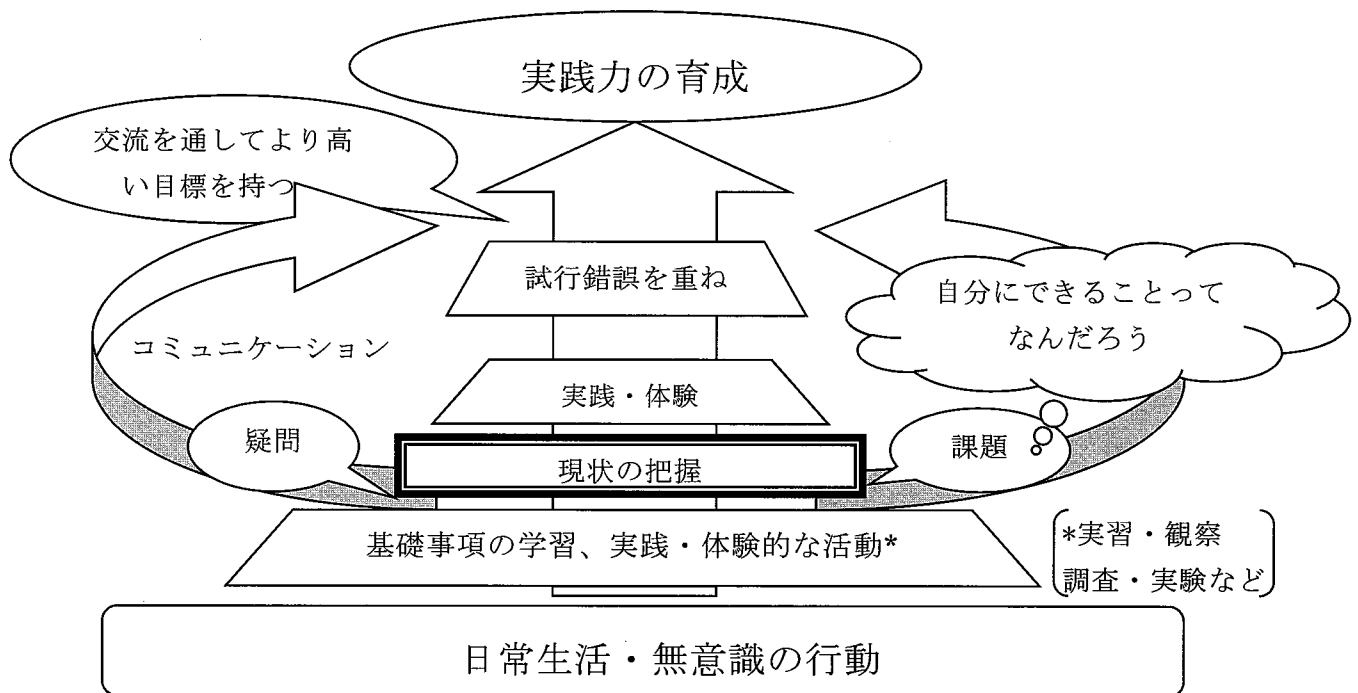 実践力の育成
交流を通してより高
い目標を持つ
試行錯誤を重ね
自分にできることって
なんだろう
コミュニケーション
実践・体験
疑問
課題
現状の把握
基礎事項の学習、実践・体験的な活動*
*実習・観察
調査・実験など
日常生活・無意識の行動